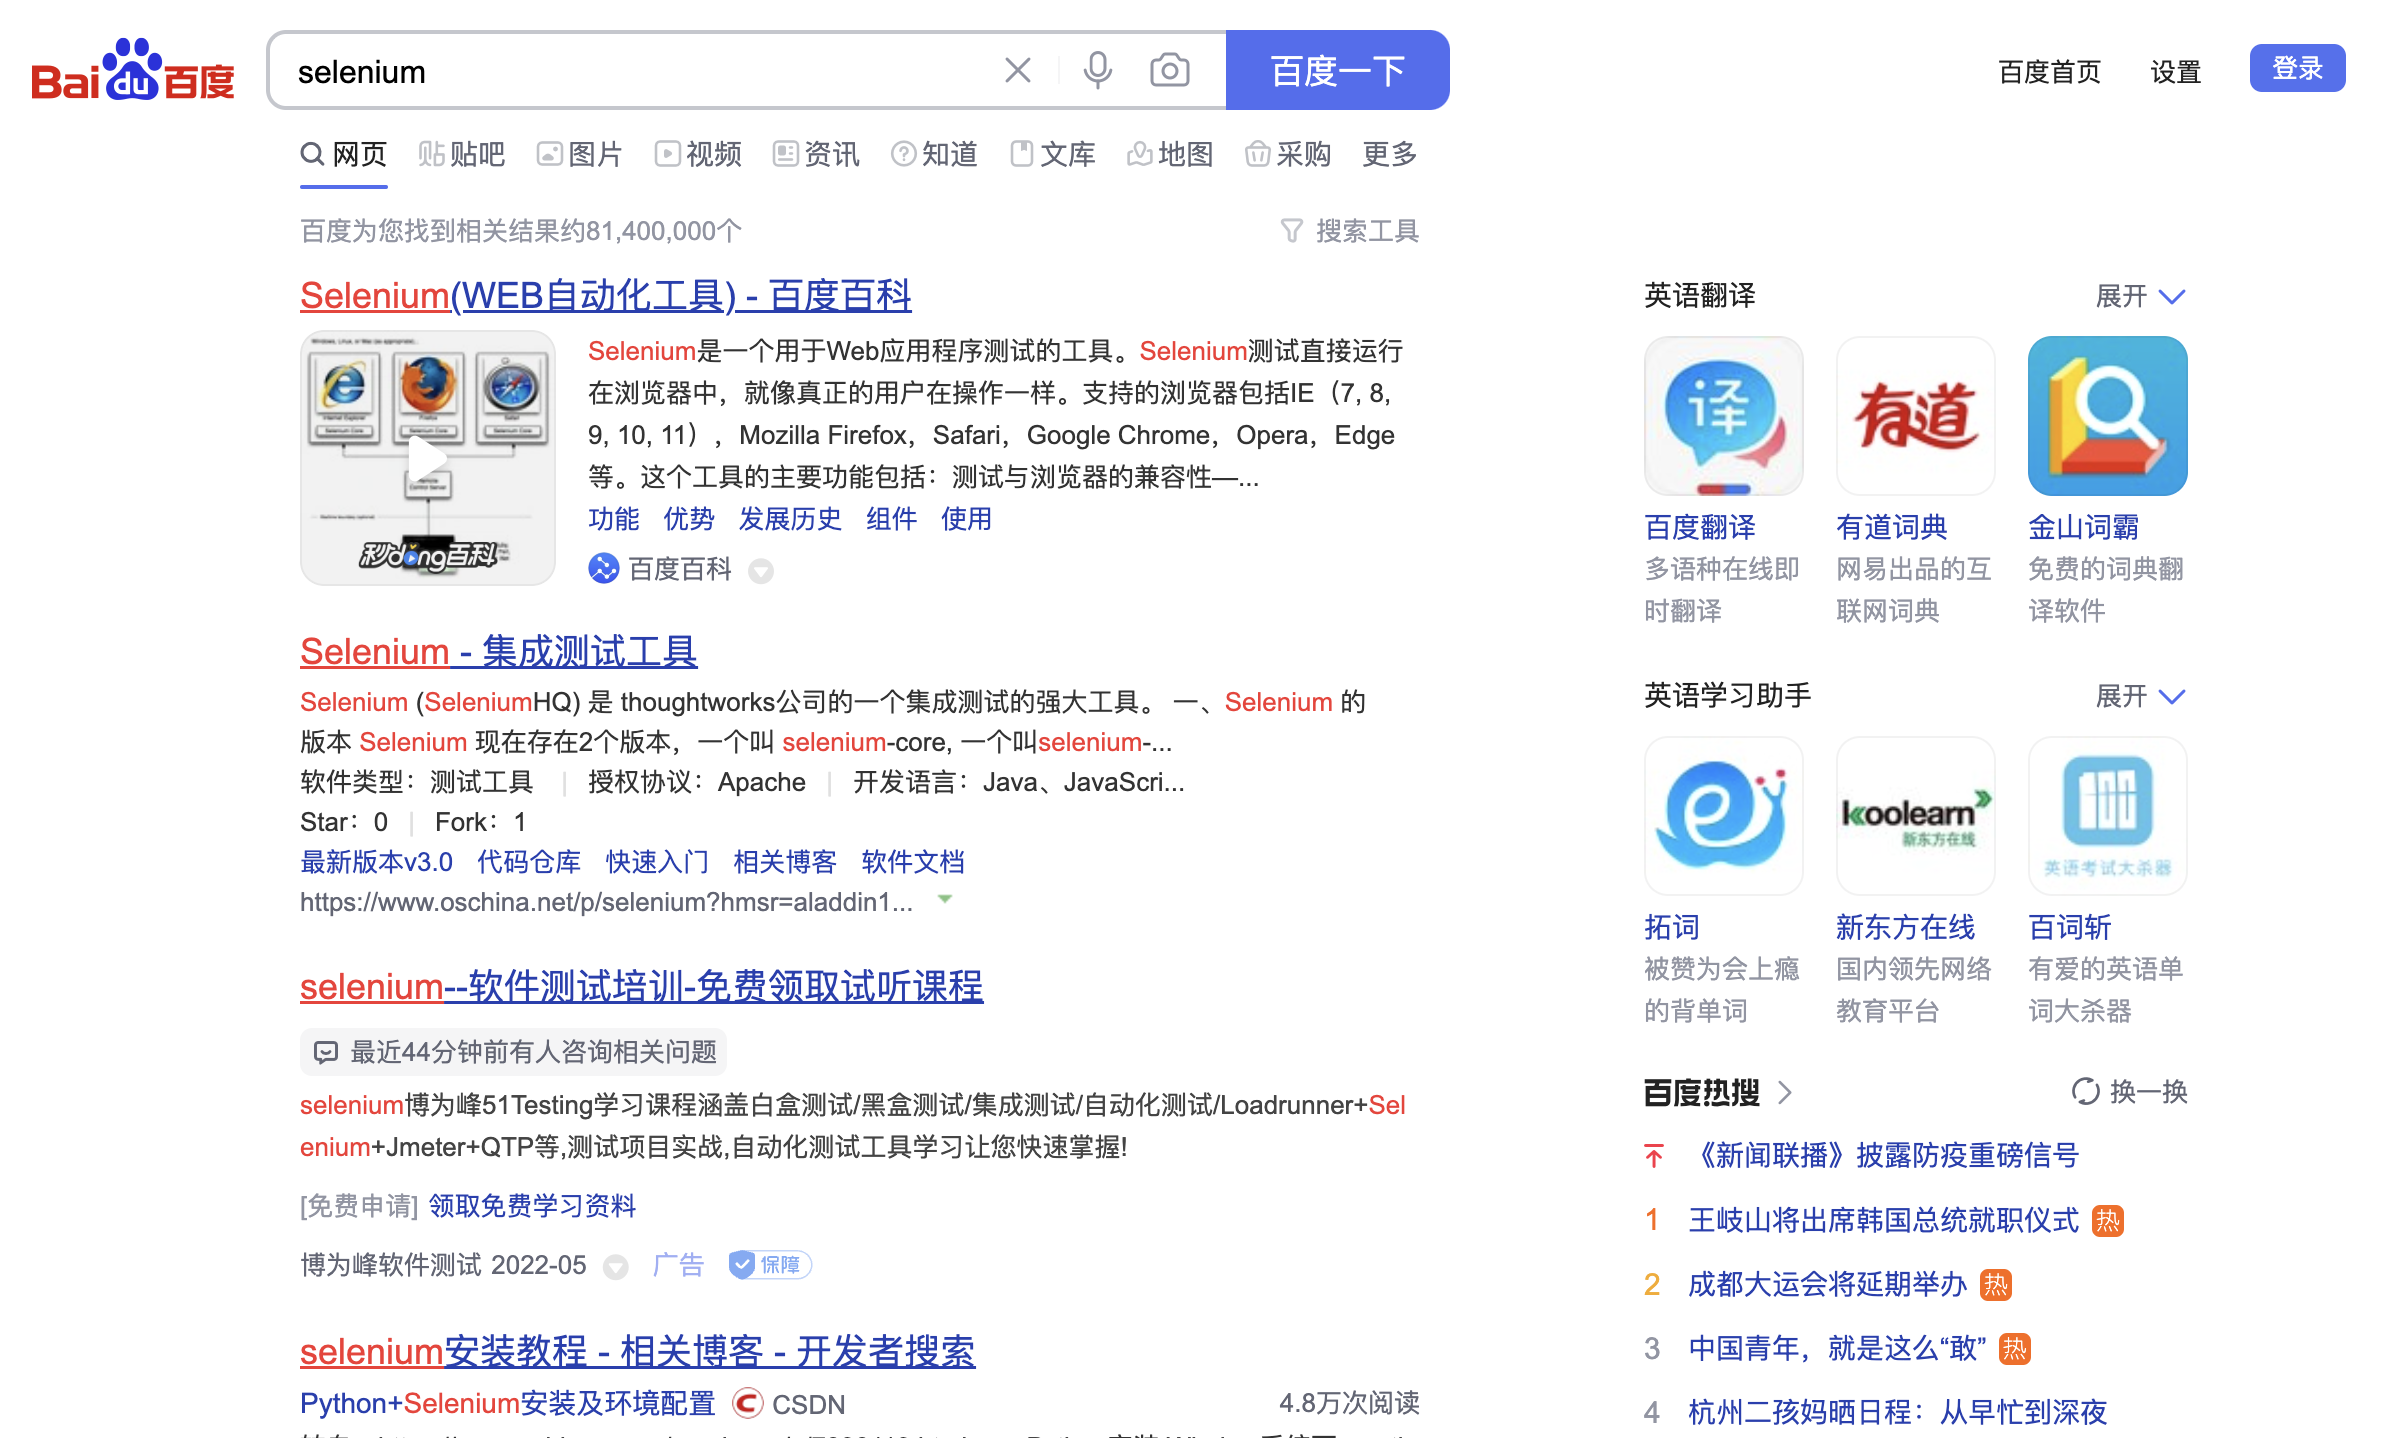 Baidu百度
selenium
百度一下
百度首页 设置 登录
网页 贴贴吧 图片 视频 资讯 知道 文库 地图 采购 更多
百度为您找到相关结果约81,400,000个 搜索工具
Selenium(WEB自动化工具) - 百度百科
Selenium是一个用于Web应用程序测试的工具。Selenium测试直接运行
在浏览器中，就像真正的用户在操作一样。支持的浏览器包括IE（7, 8,
9, 10, 11），Mozilla Firefox，Safari，Google Chrome，Opera，Edge
等。这个工具的主要功能包括：测试与浏览器的兼容性—...
功能 优势 发展历史 组件 使用
秒dong百科
百度百科
Selenium - 集成测试工具
Selenium (SeleniumHQ) 是 thoughtworks公司的一个集成测试的强大工具。 一、Selenium 的
版本 Selenium 现在存在2个版本，一个叫 selenium-core, 一个叫selenium-...
软件类型：测试工具 | 授权协议：Apache | 开发语言：Java、JavaScri...
Star：0 | Fork：1
最新版本v3.0 代码仓库 快速入门 相关博客 软件文档
https://www.oschina.net/p/selenium?hmsr=aladdin1...
selenium--软件测试培训-免费领取试听课程
最近44分钟前有人咨询相关问题
selenium博为峰51Testing学习课程涵盖白盒测试/黑盒测试/集成测试/自动化测试/Loadrunner+Sel
enium+Jmeter+QTP等,测试项目实战,自动化测试工具学习让您快速掌握!
[免费申请] 领取免费学习资料
博为峰软件测试 2022-05 广告 保障
selenium安装教程 - 相关博客 - 开发者搜索
Python+Selenium安装及环境配置 CSDN 4.8万次阅读
英语翻译 展开
译 有道
百度翻译 有道词典 金山词霸
多语种在线即 网易出品的互 免费的词典翻
时翻译 联网词典 译软件
英语学习助手 展开
koolearn
新东方在线
100
英语考试大杀器
拓词 新东方在线 百词斩
被赞为会上瘾 国内领先网络 有爱的英语单
的背单词 教育平台 词大杀器
百度热搜 换一换
《新闻联播》披露防疫重磅信号
1 王岐山将出席韩国总统就职仪式 热
2 成都大运会将延期举办 热
3 中国青年，就是这么“敢” 热
4 杭州二孩妈晒日程：从早忙到深夜